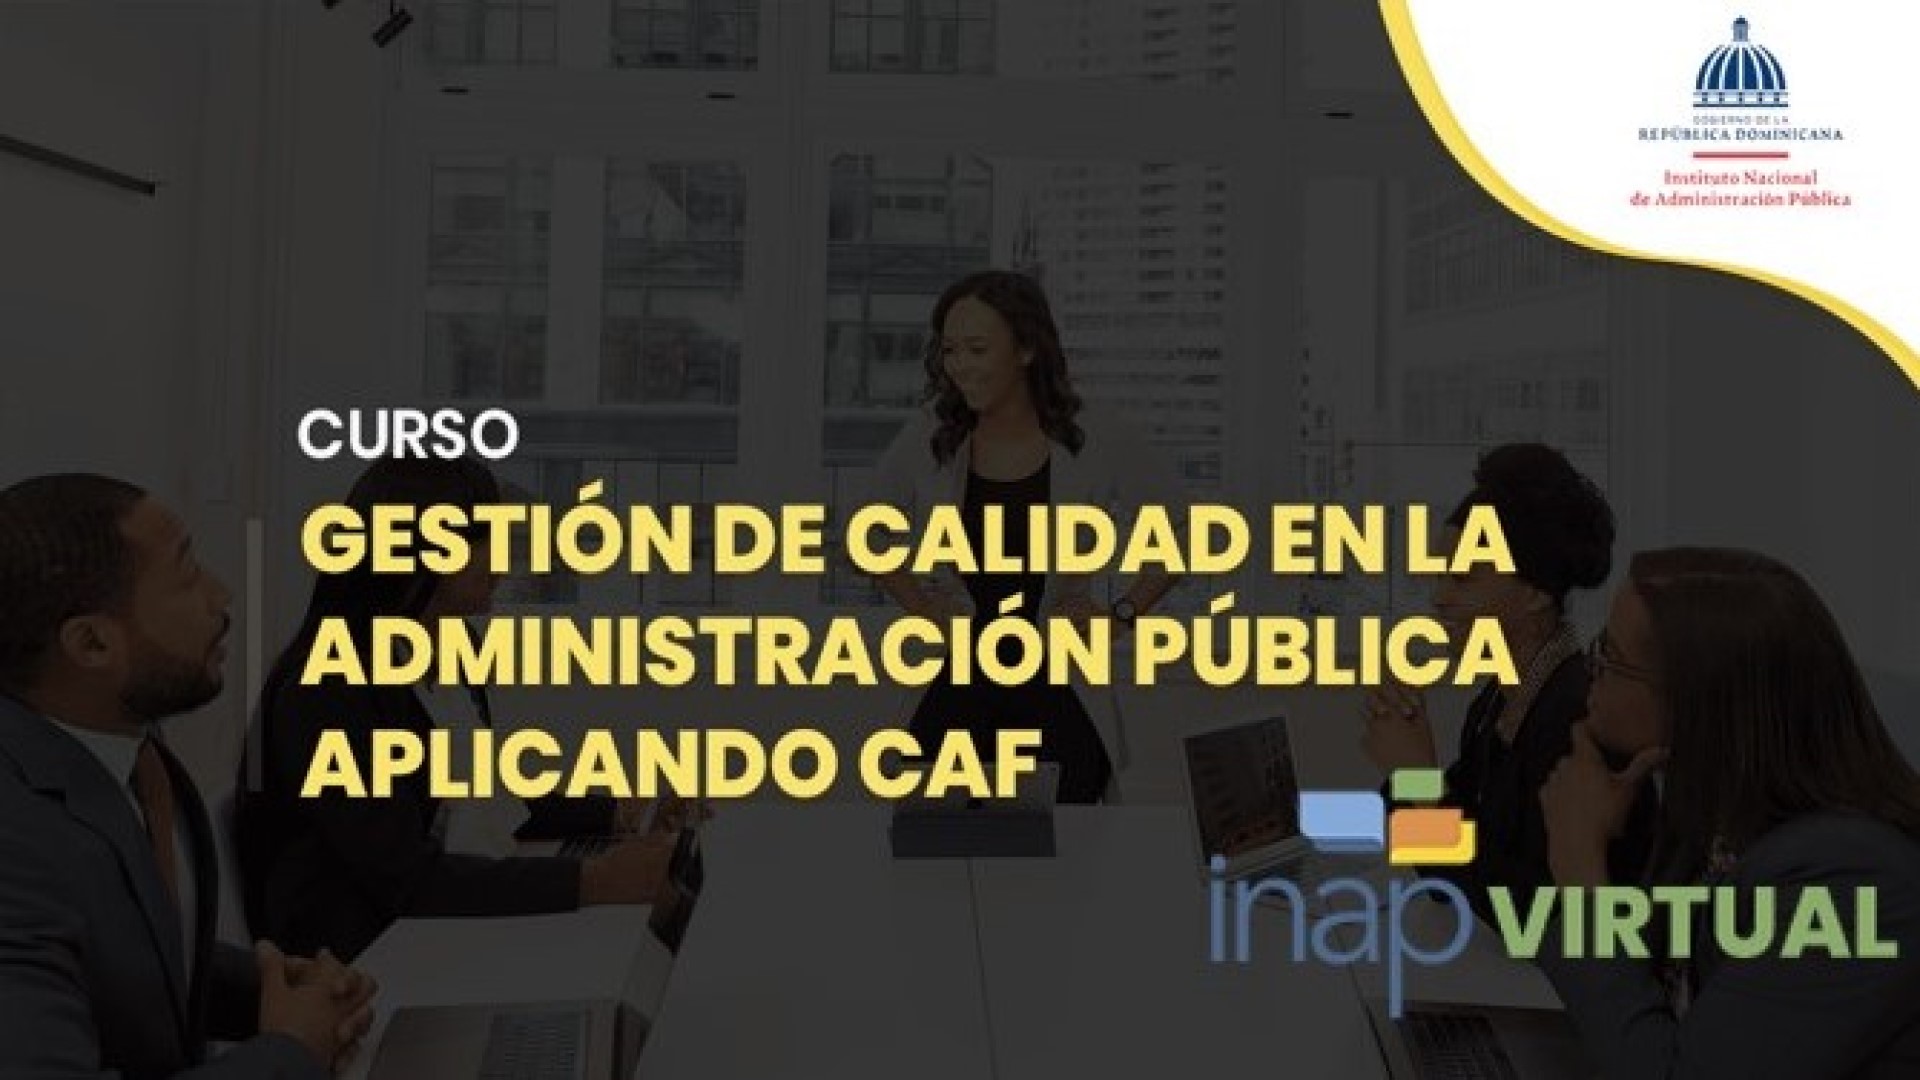 GOBIERNO DE LA
REPÚBLICA DOMINICANA
Instituto Nacional
de Administración Pública
CURSO
GESTIÓN DE CALIDAD EN LA
ADMINISTRACIÓN PÚBLICA
APLICANDO CAF
inap VIRTUAL